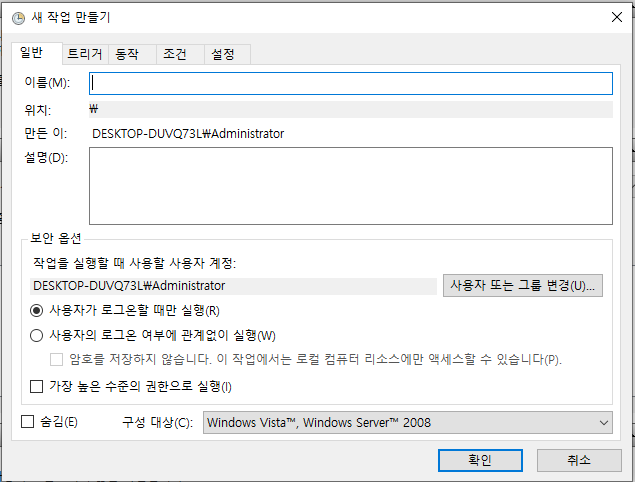 새 작업 만들기
일반 트리거 동작 조건 설정
이름(M):
위치: ₩
만든 이: DESKTOP-DUVQ73L₩Administrator
설명(D):
보안 옵션
작업을 실행할 때 사용할 사용자 계정:
DESKTOP-DUVQ73L₩Administrator 사용자 또는 그룹 변경(U)...
사용자가 로그온할 때만 실행(R)
사용자의 로그온 여부에 관계없이 실행(W)
암호를 저장하지 않습니다. 이 작업에서는 로컬 컴퓨터 리소스에만 액세스할 수 있습니다(P).
가장 높은 수준의 권한으로 실행(I)
숨김(E) 구성 대상(C): Windows Vista™, Windows Server™ 2008
확인 취소